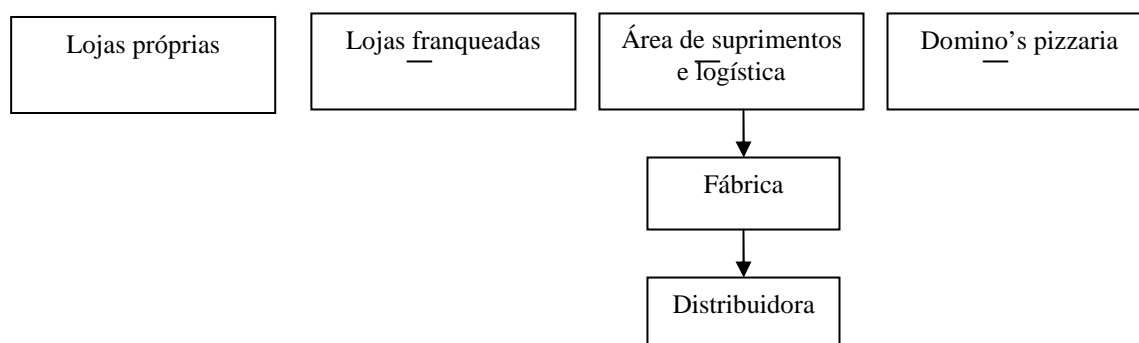 Lojas próprias
Lojas franqueadas
Área de suprimentos
e logística
Domino’s pizzaria
Fábrica
Distribuidora